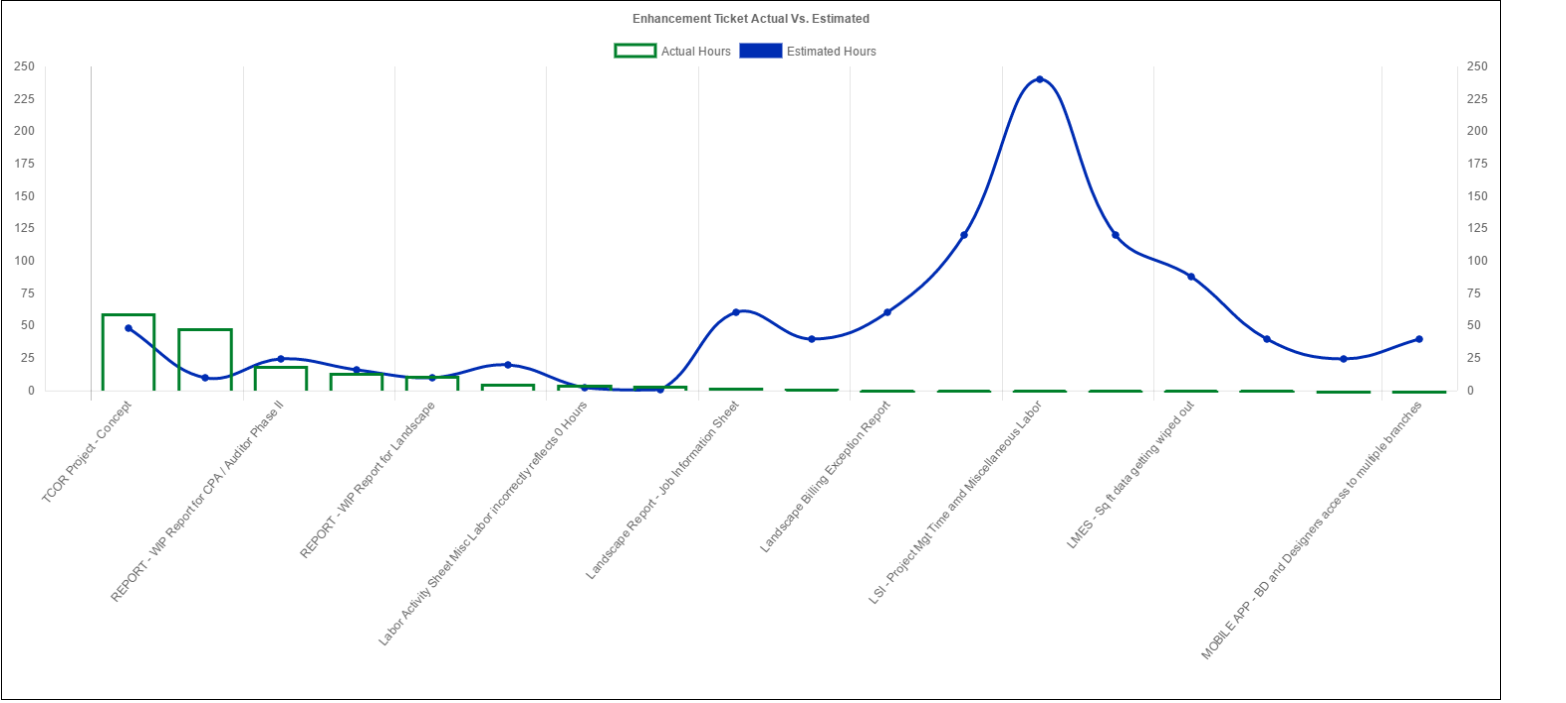 Enhancement Ticket Actual Vs. Estimated
Actual Hours Estimated Hours
250 250
225 225
200 200
175 175
150 150
125 125
100 100
75 75
50 50
25 25
0 0
TCOR Project - Concept
REPORT - WIP Report for CPA / Auditor Phase II
REPORT - WIP Report for Landscape
Labor Activity Sheet Misc Labor incorrectly reflects 0 Hours
Landscape Report - Job Information Sheet
Landscape Billing Exception Report
LSI - Project Mgt Time amd Miscellaneous Labor
LMES - Sq ft data getting wiped out
MOBILE APP - BD and Designers access to multiple branches